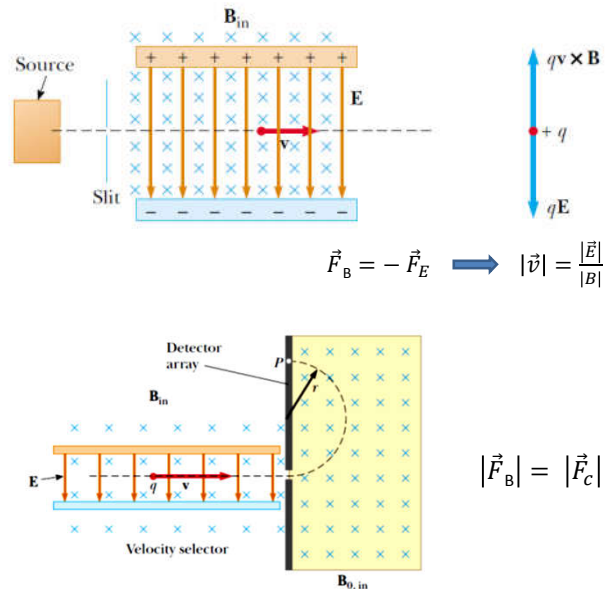 B_in
Source
+ + + + + + +
E
v
Slit
− − − − − − −
qv × B
+ q
qE
F⃗_B = − F⃗_E ➡ |v⃗| = |E⃗| / |B|
Detector
array
P
r
B_in
E
q
v
Velocity selector
B_0, in
|F⃗_B| = |F⃗_C|